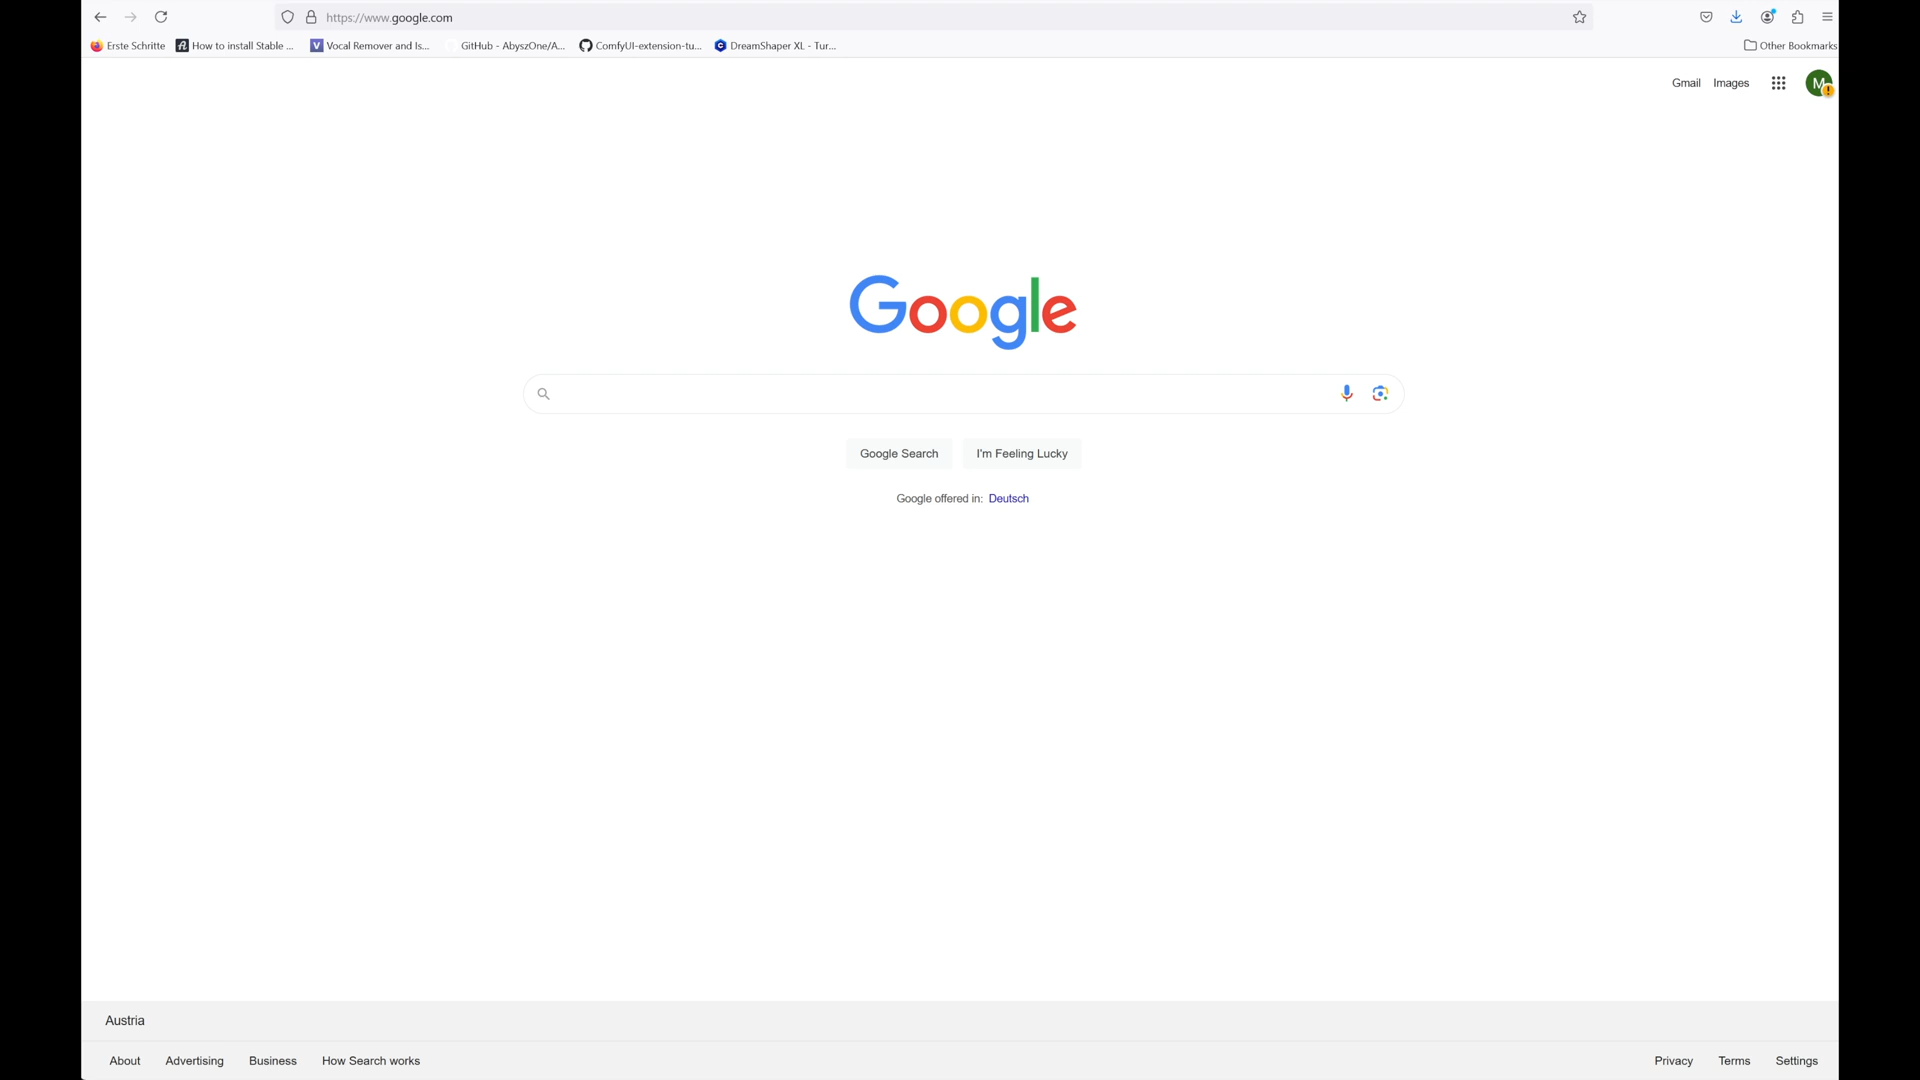 https://www.google.com
Erste Schritte
How to install Stable ...
Vocal Remover and Is...
GitHub - AbyszOne/A...
ComfyUI-extension-tu...
DreamShaper XL - Tur...
Other Bookmarks
Gmail
Images
M
Google
Google Search
I'm Feeling Lucky
Google offered in: Deutsch
Austria
About
Advertising
Business
How Search works
Privacy
Terms
Settings